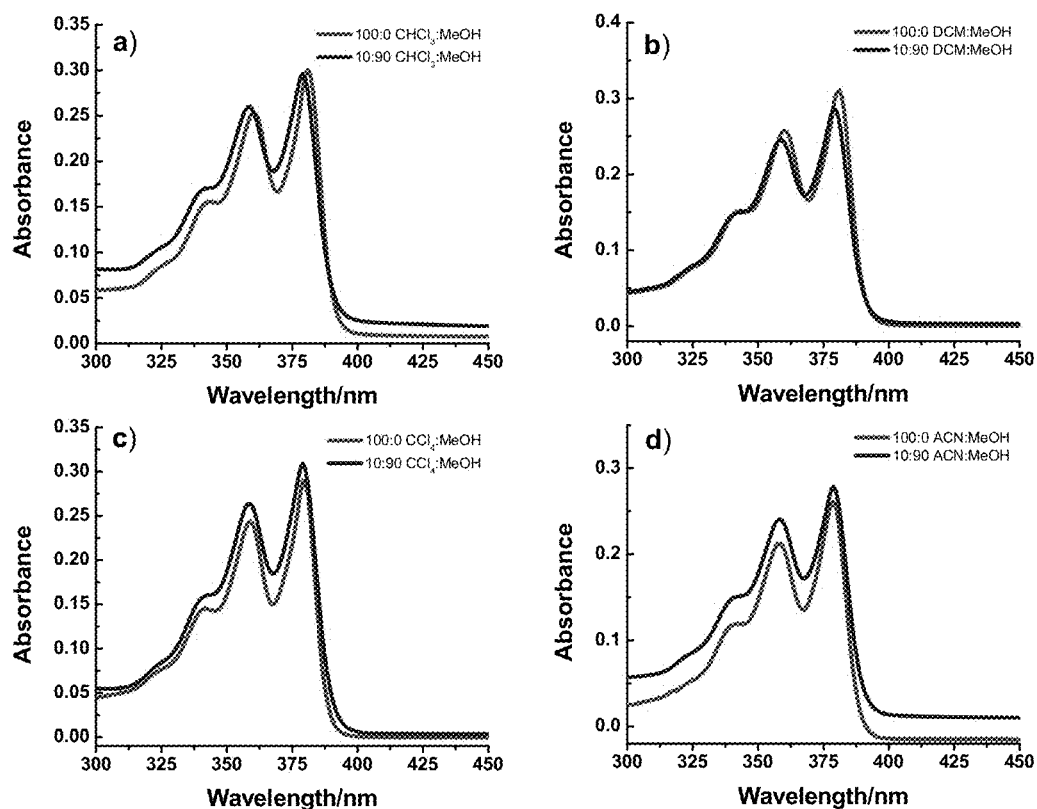 a)
100:0 CHCl₃:MeOH
10:90 CHCl₃:MeOH
Absorbance
0.35
0.30
0.25
0.20
0.15
0.10
0.05
0.00
300 325 350 375 400 425 450
Wavelength/nm
b)
100:0 DCM:MeOH
10:90 DCM:MeOH
Absorbance
0.4
0.3
0.2
0.1
0.0
300 325 350 375 400 425 450
Wavelength/nm
c)
100:0 CCl₄:MeOH
10:90 CCl₄:MeOH
Absorbance
0.35
0.30
0.25
0.20
0.15
0.10
0.05
0.00
300 325 350 375 400 425 450
Wavelength/nm
d)
100:0 ACN:MeOH
10:90 ACN:MeOH
Absorbance
0.3
0.2
0.1
0.0
300 325 350 375 400 425 450
Wavelength/nm